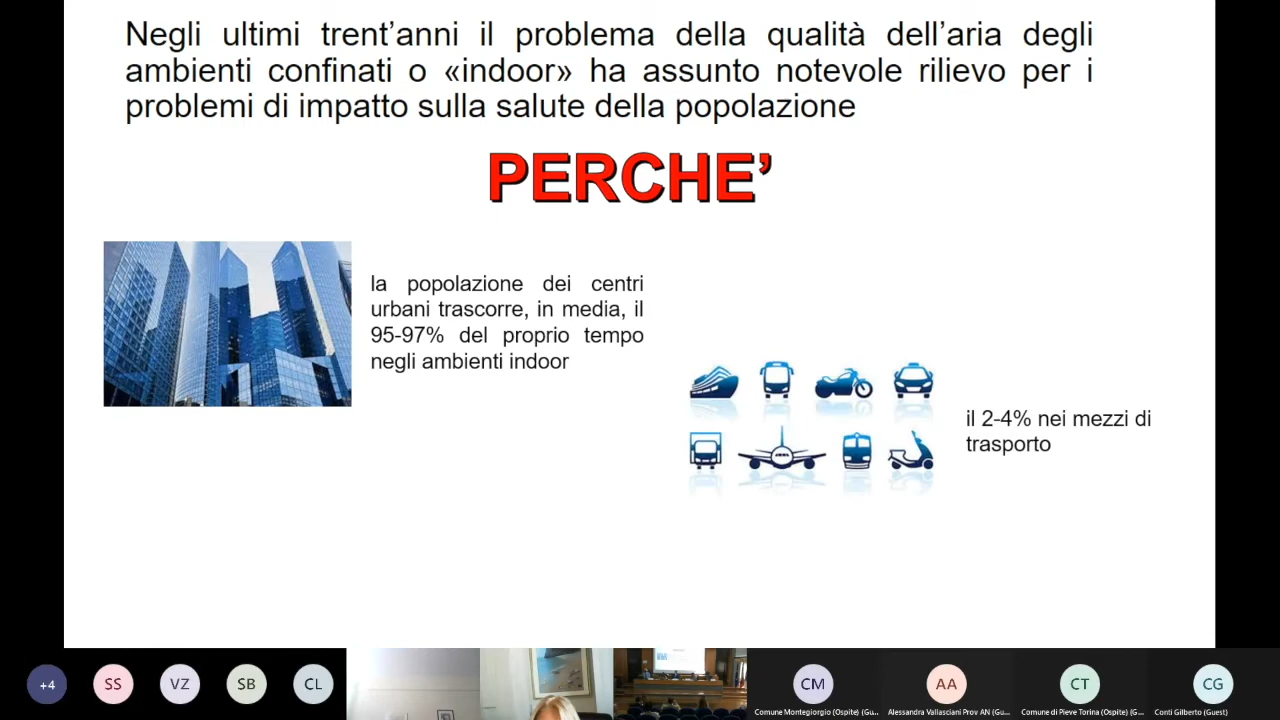 Negli ultimi trent’anni il problema della qualità dell’aria degli
ambienti confinati o «indoor» ha assunto notevole rilievo per i
problemi di impatto sulla salute della popolazione
PERCHE’
la popolazione dei centri
urbani trascorre, in media, il
95-97% del proprio tempo
negli ambienti indoor
il 2-4% nei mezzi di
trasporto
+4
SS
VZ
SB
CL
CM
AA
CT
CG
Comune Montegiorgio (Ospite) (Gu...
Alessandra Vallasciani Prov AN (Gu...
Comune di Pieve Torina (Ospite) (G...
Conti Gilberto (Guest)